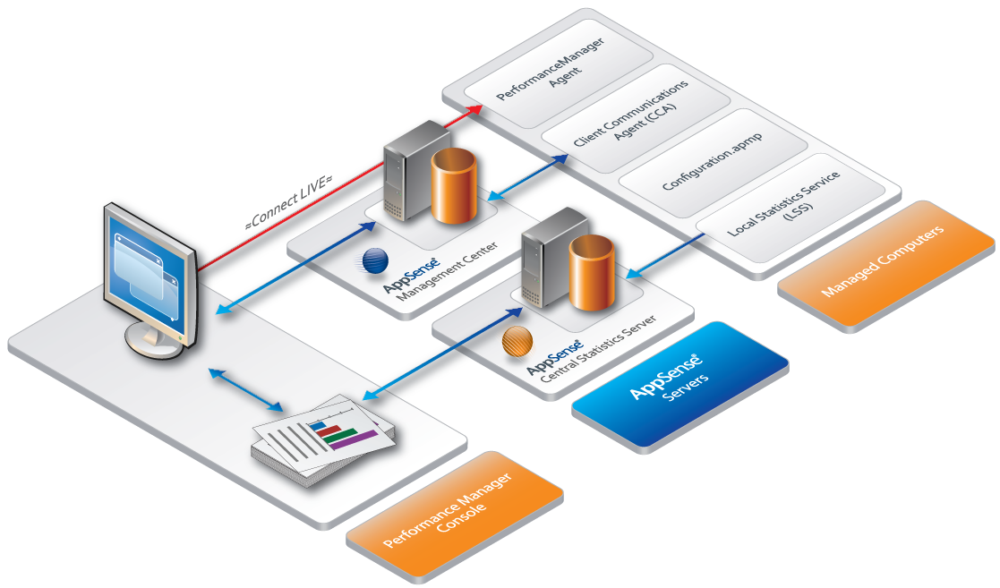 PerformanceManager
Agent
Client Communications
Agent (CCA)
Configuration.apmp
Local Statistics Service
(LSS)
≈Connect LIVE≈
AppSense®
Management Center
AppSense®
Central Statistics Server
Managed Computers
AppSense®
Servers
Performance Manager
Console